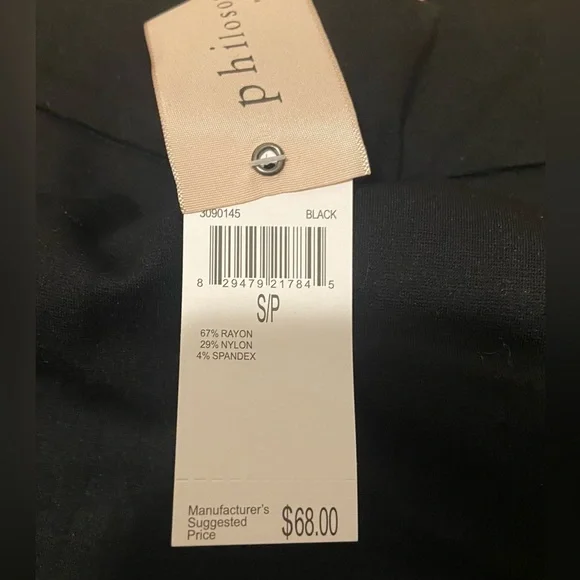 philoso
3090145 BLACK
8 29479 21784 5
S/P
67% RAYON
29% NYLON
4% SPANDEX
Manufacturer's
Suggested
Price
$68.00